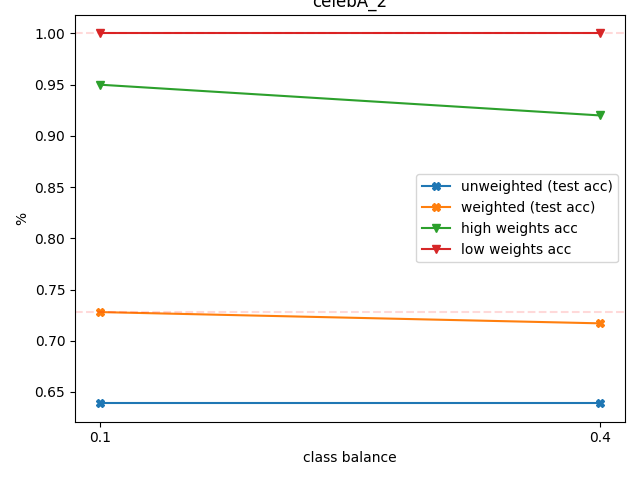 celebA_2
1.00
0.95
0.90
0.85
0.80
0.75
0.70
0.65
%
unweighted (test acc)
weighted (test acc)
high weights acc
low weights acc
0.1
0.4
class balance